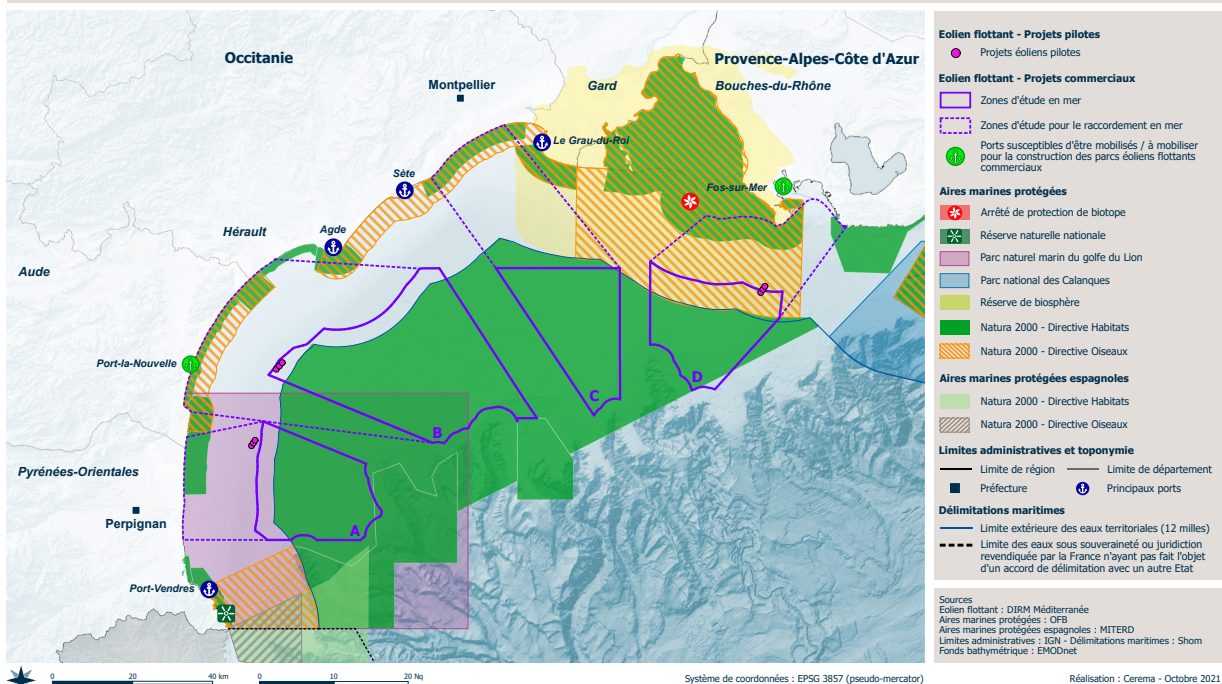 Occitanie
Provence-Alpes-Côte d'Azur
Montpellier
Gard
Bouches-du-Rhône
Le Grau-du-Roi
Sète
Fos-sur-Mer
Agde
Hérault
Aude
Port-la-Nouvelle
D
C
B
Pyrénées-Orientales
Perpignan
A
Port-Vendres
Eolien flottant - Projets pilotes
Projets éoliens pilotes
Eolien flottant - Projets commerciaux
Zones d'étude en mer
Zones d'étude pour le raccordement en mer
Ports susceptibles d'être mobilisés / à mobiliser
pour la construction des parcs éoliens flottants
commerciaux
Aires marines protégées
Arrêté de protection de biotope
Réserve naturelle nationale
Parc naturel marin du golfe du Lion
Parc national des Calanques
Réserve de biosphère
Natura 2000 - Directive Habitats
Natura 2000 - Directive Oiseaux
Aires marines protégées espagnoles
Natura 2000 - Directive Habitats
Natura 2000 - Directive Oiseaux
Limites administratives et toponymie
Limite de région
Limite de département
Préfecture
Principaux ports
Délimitations maritimes
Limite extérieure des eaux territoriales (12 milles)
Limite des eaux sous souveraineté ou juridiction
revendiquée par la France n'ayant pas fait l'objet
d'un accord de délimitation avec un autre Etat
Sources
Eolien flottant : DIRM Méditerranée
Aires marines protégées : OFB
Aires marines protégées espagnoles : MITERD
Limites administratives : IGN - Délimitations maritimes : Shom
Fonds bathymétrique : EMODnet
0 20 40 km
0 10 20 Nq
Système de coordonnées : EPSG 3857 (pseudo-mercator)
Réalisation : Cerema - Octobre 2021